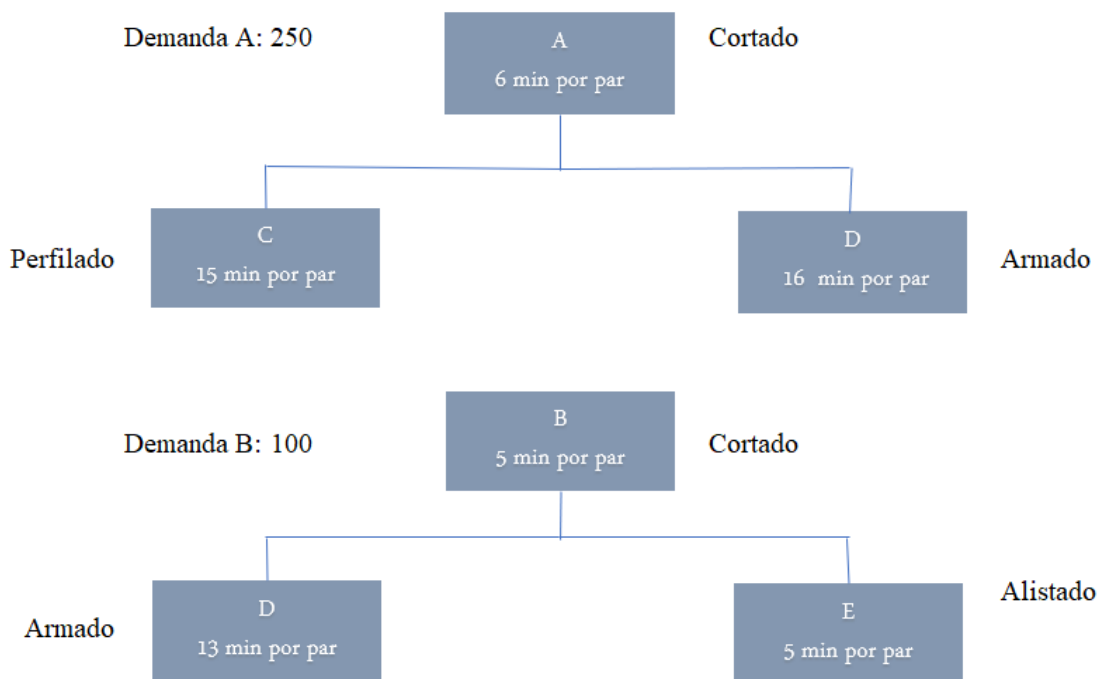 Demanda A: 250
A
6 min por par
Cortado
Perfilado
C
15 min por par
D
16 min por par
Armado
Demanda B: 100
B
5 min por par
Cortado
Armado
D
13 min por par
E
5 min por par
Alistado